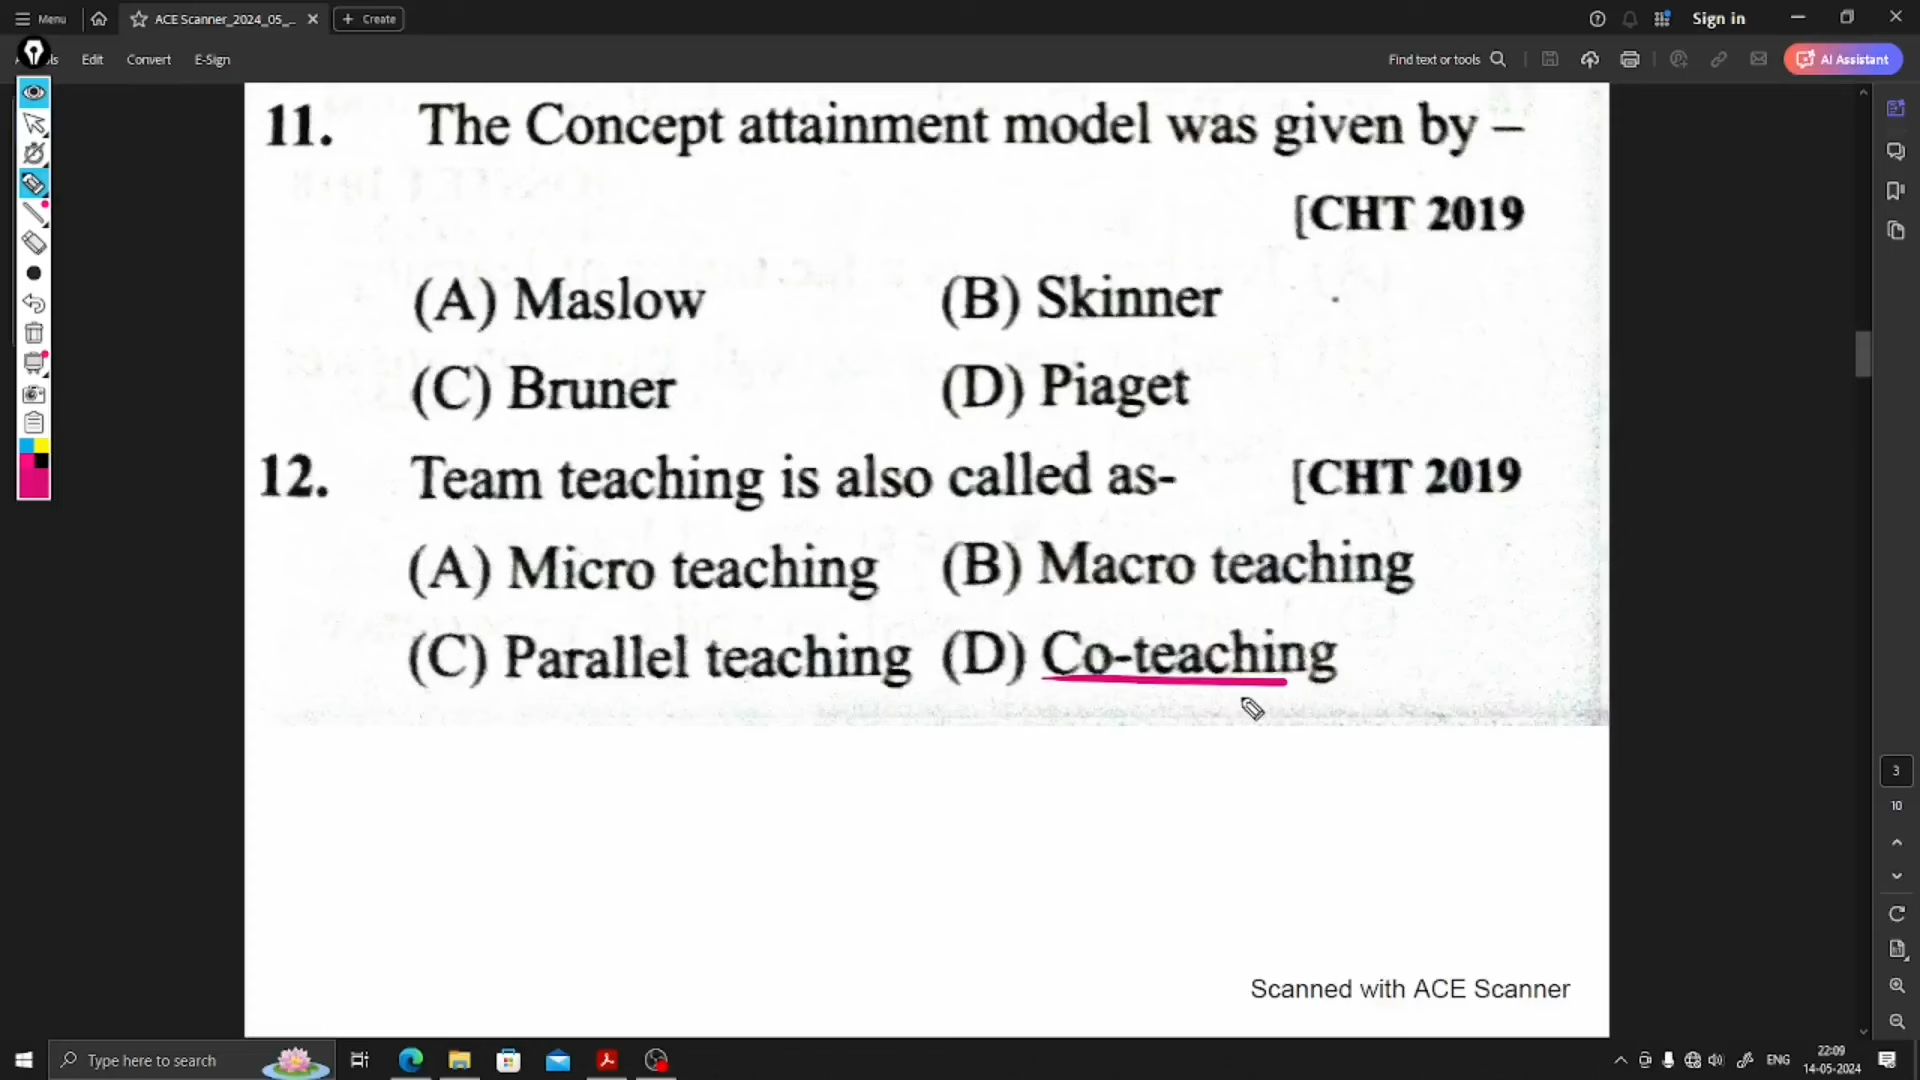 Menu
ACE Scanner_2024_05_...
Create
Sign in
Edit
Convert
E-Sign
Find text or tools
AI Assistant
11. The Concept attainment model was given by –
[CHT 2019
(A) Maslow (B) Skinner
(C) Bruner (D) Piaget
12. Team teaching is also called as- [CHT 2019
(A) Micro teaching (B) Macro teaching
(C) Parallel teaching (D) Co-teaching
3
10
Scanned with ACE Scanner
Type here to search
ENG
22:09
14-05-2024